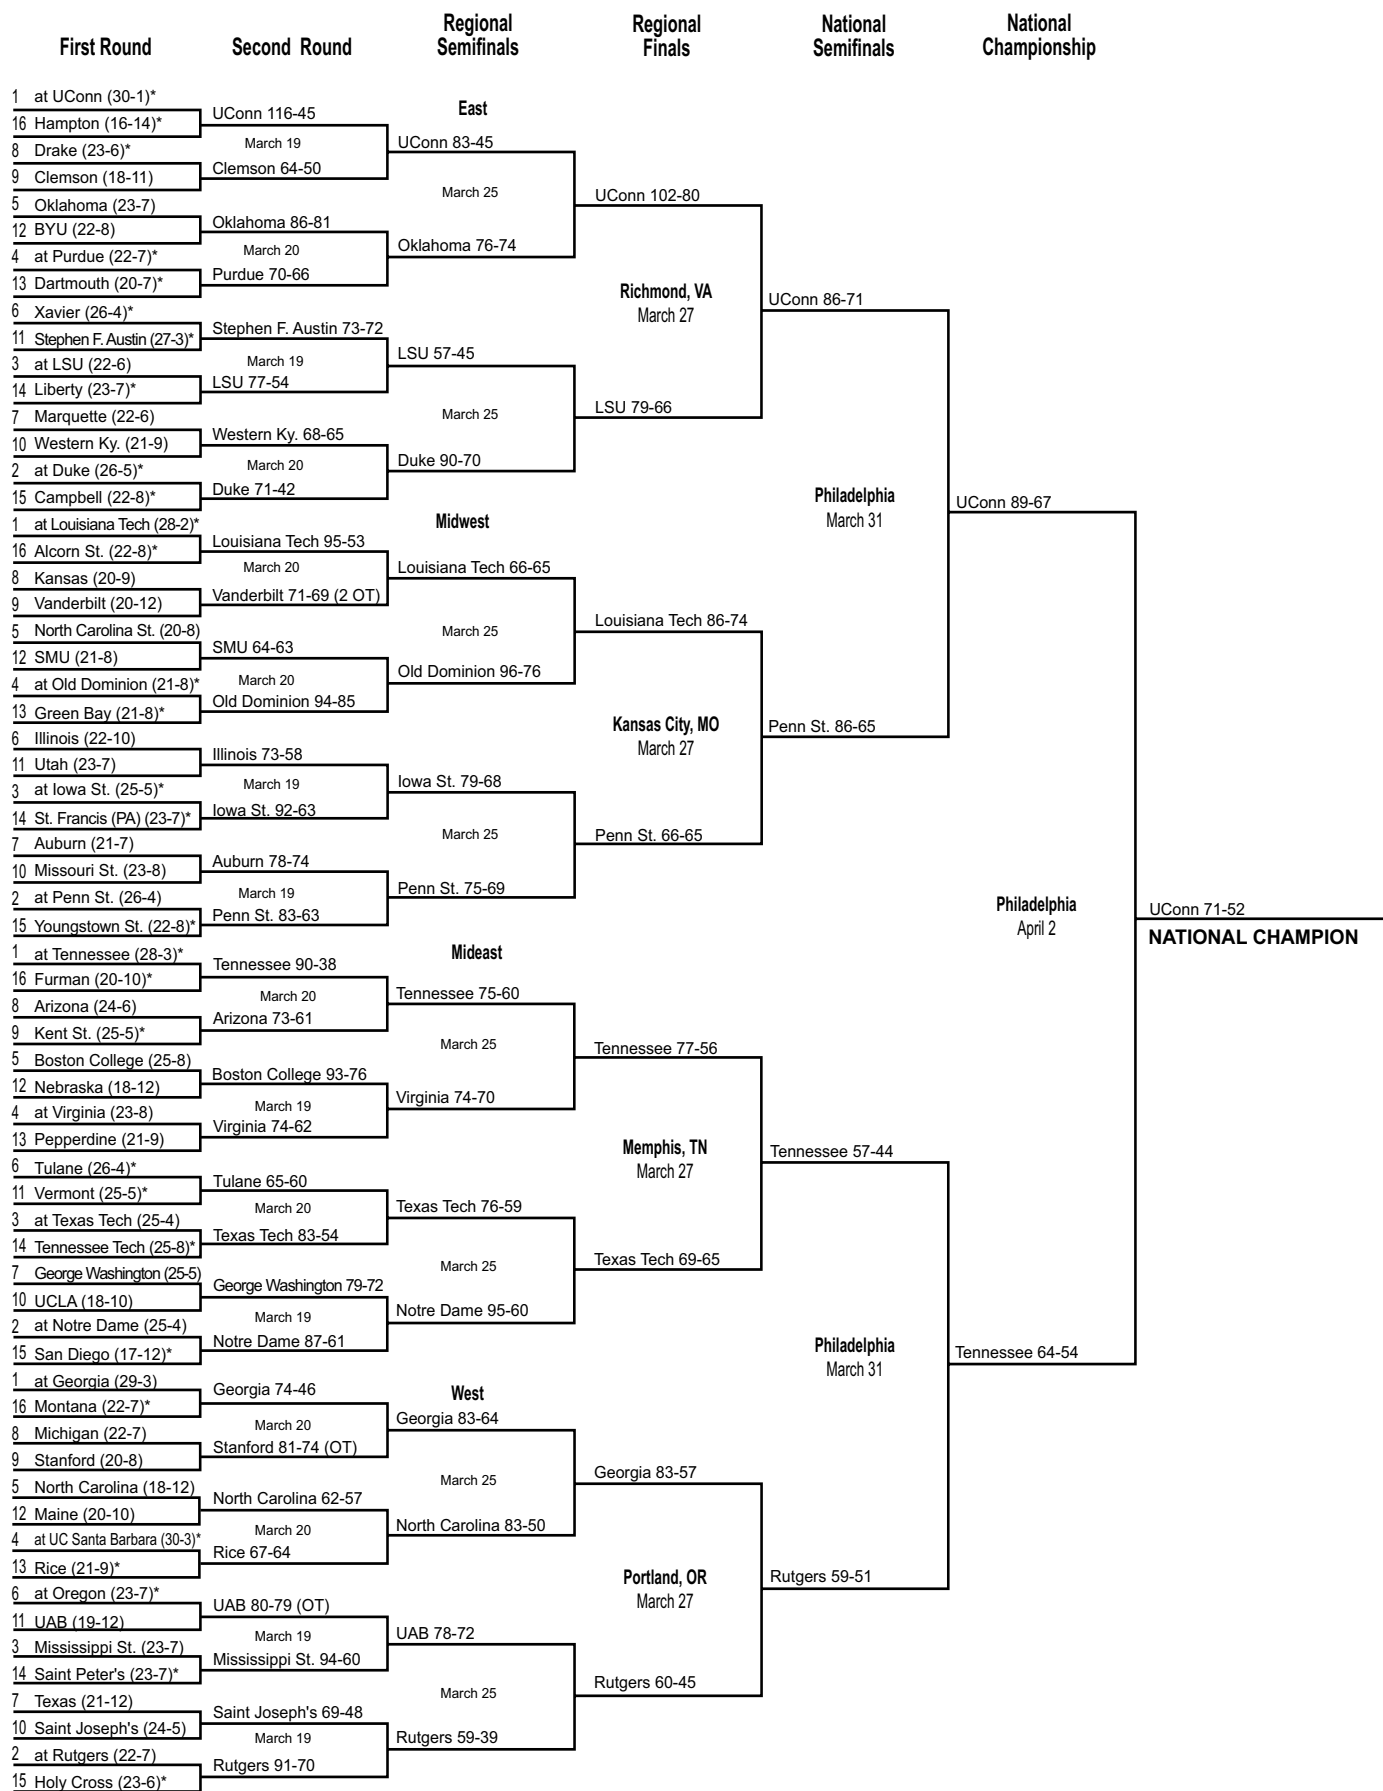 First Round
Second Round
Regional
Semifinals
Regional
Finals
National
Semifinals
National
Championship
1 at UConn (30-1)*
16 Hampton (16-14)*
8 Drake (23-6)*
9 Clemson (18-11)
5 Oklahoma (23-7)
12 BYU (22-8)
4 at Purdue (22-7)*
13 Dartmouth (20-7)*
6 Xavier (26-4)*
11 Stephen F. Austin (27-3)*
3 at LSU (22-6)
14 Liberty (23-7)*
7 Marquette (22-6)
10 Western Ky. (21-9)
2 at Duke (26-5)*
15 Campbell (22-8)*
1 at Louisiana Tech (28-2)*
16 Alcorn St. (22-8)*
8 Kansas (20-9)
9 Vanderbilt (20-12)
5 North Carolina St. (20-8)
12 SMU (21-8)
4 at Old Dominion (21-8)*
13 Green Bay (21-8)*
6 Illinois (22-10)
11 Utah (23-7)
3 at Iowa St. (25-5)*
14 St. Francis (PA) (23-7)*
7 Auburn (21-7)
10 Missouri St. (23-8)
2 at Penn St. (26-4)
15 Youngstown St. (22-8)*
1 at Tennessee (28-3)*
16 Furman (20-10)*
8 Arizona (24-6)
9 Kent St. (25-5)*
5 Boston College (25-8)
12 Nebraska (18-12)
4 at Virginia (23-8)
13 Pepperdine (21-9)
6 Tulane (26-4)*
11 Vermont (25-5)*
3 at Texas Tech (25-4)
14 Tennessee Tech (25-8)*
7 George Washington (25-5)
10 UCLA (18-10)
2 at Notre Dame (25-4)
15 San Diego (17-12)*
1 at Georgia (29-3)
16 Montana (22-7)*
8 Michigan (22-7)
9 Stanford (20-8)
5 North Carolina (18-12)
12 Maine (20-10)
4 at UC Santa Barbara (30-3)*
13 Rice (21-9)*
6 at Oregon (23-7)*
11 UAB (19-12)
3 Mississippi St. (23-7)
14 Saint Peter's (23-7)*
7 Texas (21-12)
10 Saint Joseph's (24-5)
2 at Rutgers (22-7)
15 Holy Cross (23-6)*
UConn 116-45
March 19
Clemson 64-50
Oklahoma 86-81
March 20
Purdue 70-66
Stephen F. Austin 73-72
March 19
LSU 77-54
Western Ky. 68-65
March 20
Duke 71-42
Louisiana Tech 95-53
March 20
Vanderbilt 71-69 (2 OT)
SMU 64-63
March 20
Old Dominion 94-85
Illinois 73-58
March 19
Iowa St. 92-63
Auburn 78-74
March 19
Penn St. 83-63
Tennessee 90-38
March 20
Arizona 73-61
Boston College 93-76
March 19
Virginia 74-62
Tulane 65-60
March 20
Texas Tech 83-54
George Washington 79-72
March 19
Notre Dame 87-61
Georgia 74-46
March 20
Stanford 81-74 (OT)
North Carolina 62-57
March 20
Rice 67-64
UAB 80-79 (OT)
March 19
Mississippi St. 94-60
Saint Joseph's 69-48
March 19
Rutgers 91-70
East
UConn 83-45
March 25
Oklahoma 76-74
LSU 57-45
March 25
Duke 90-70
Midwest
Louisiana Tech 66-65
March 25
Old Dominion 96-76
Iowa St. 79-68
March 25
Penn St. 75-69
Mideast
Tennessee 75-60
March 25
Virginia 74-70
Texas Tech 76-59
March 25
Notre Dame 95-60
West
Georgia 83-64
March 25
North Carolina 83-50
UAB 78-72
March 25
Rutgers 59-39
UConn 102-80
Richmond, VA
March 27
LSU 79-66
Louisiana Tech 86-74
Kansas City, MO
March 27
Penn St. 66-65
Tennessee 77-56
Memphis, TN
March 27
Texas Tech 69-65
Georgia 83-57
Portland, OR
March 27
Rutgers 60-45
UConn 86-71
Philadelphia
March 31
Penn St. 86-65
Tennessee 57-44
Philadelphia
March 31
Rutgers 59-51
UConn 89-67
Philadelphia
April 2
Tennessee 64-54
UConn 71-52
NATIONAL CHAMPION